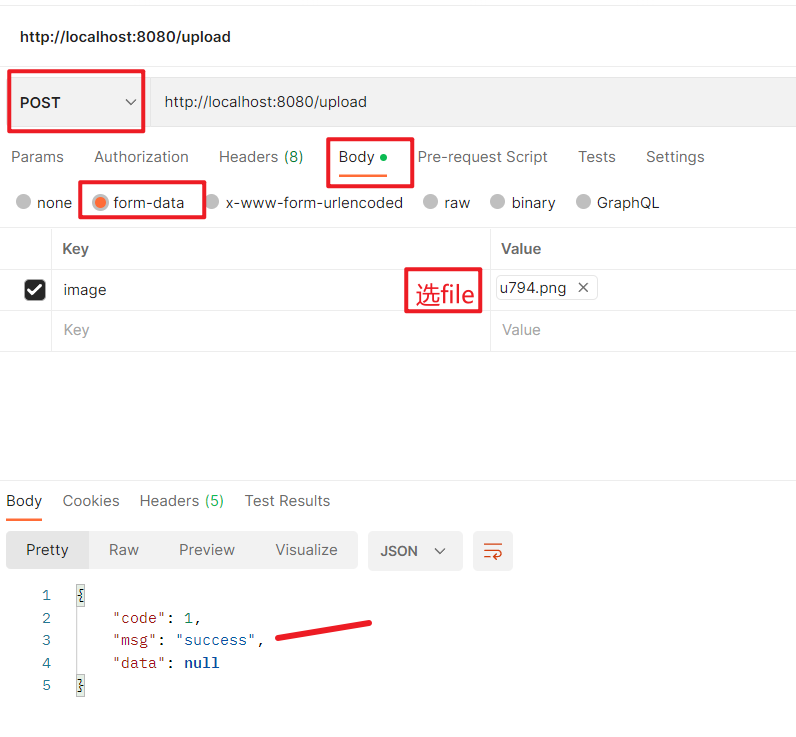 http://localhost:8080/upload
POST http://localhost:8080/upload
Params Authorization Headers (8) Body Pre-request Script Tests Settings
none form-data x-www-form-urlencoded raw binary GraphQL
Key Value
image 选file u794.png
Key Value
Body Cookies Headers (5) Test Results
Pretty Raw Preview Visualize JSON
1 {
2 "code": 1,
3 "msg": "success",
4 "data": null
5 }